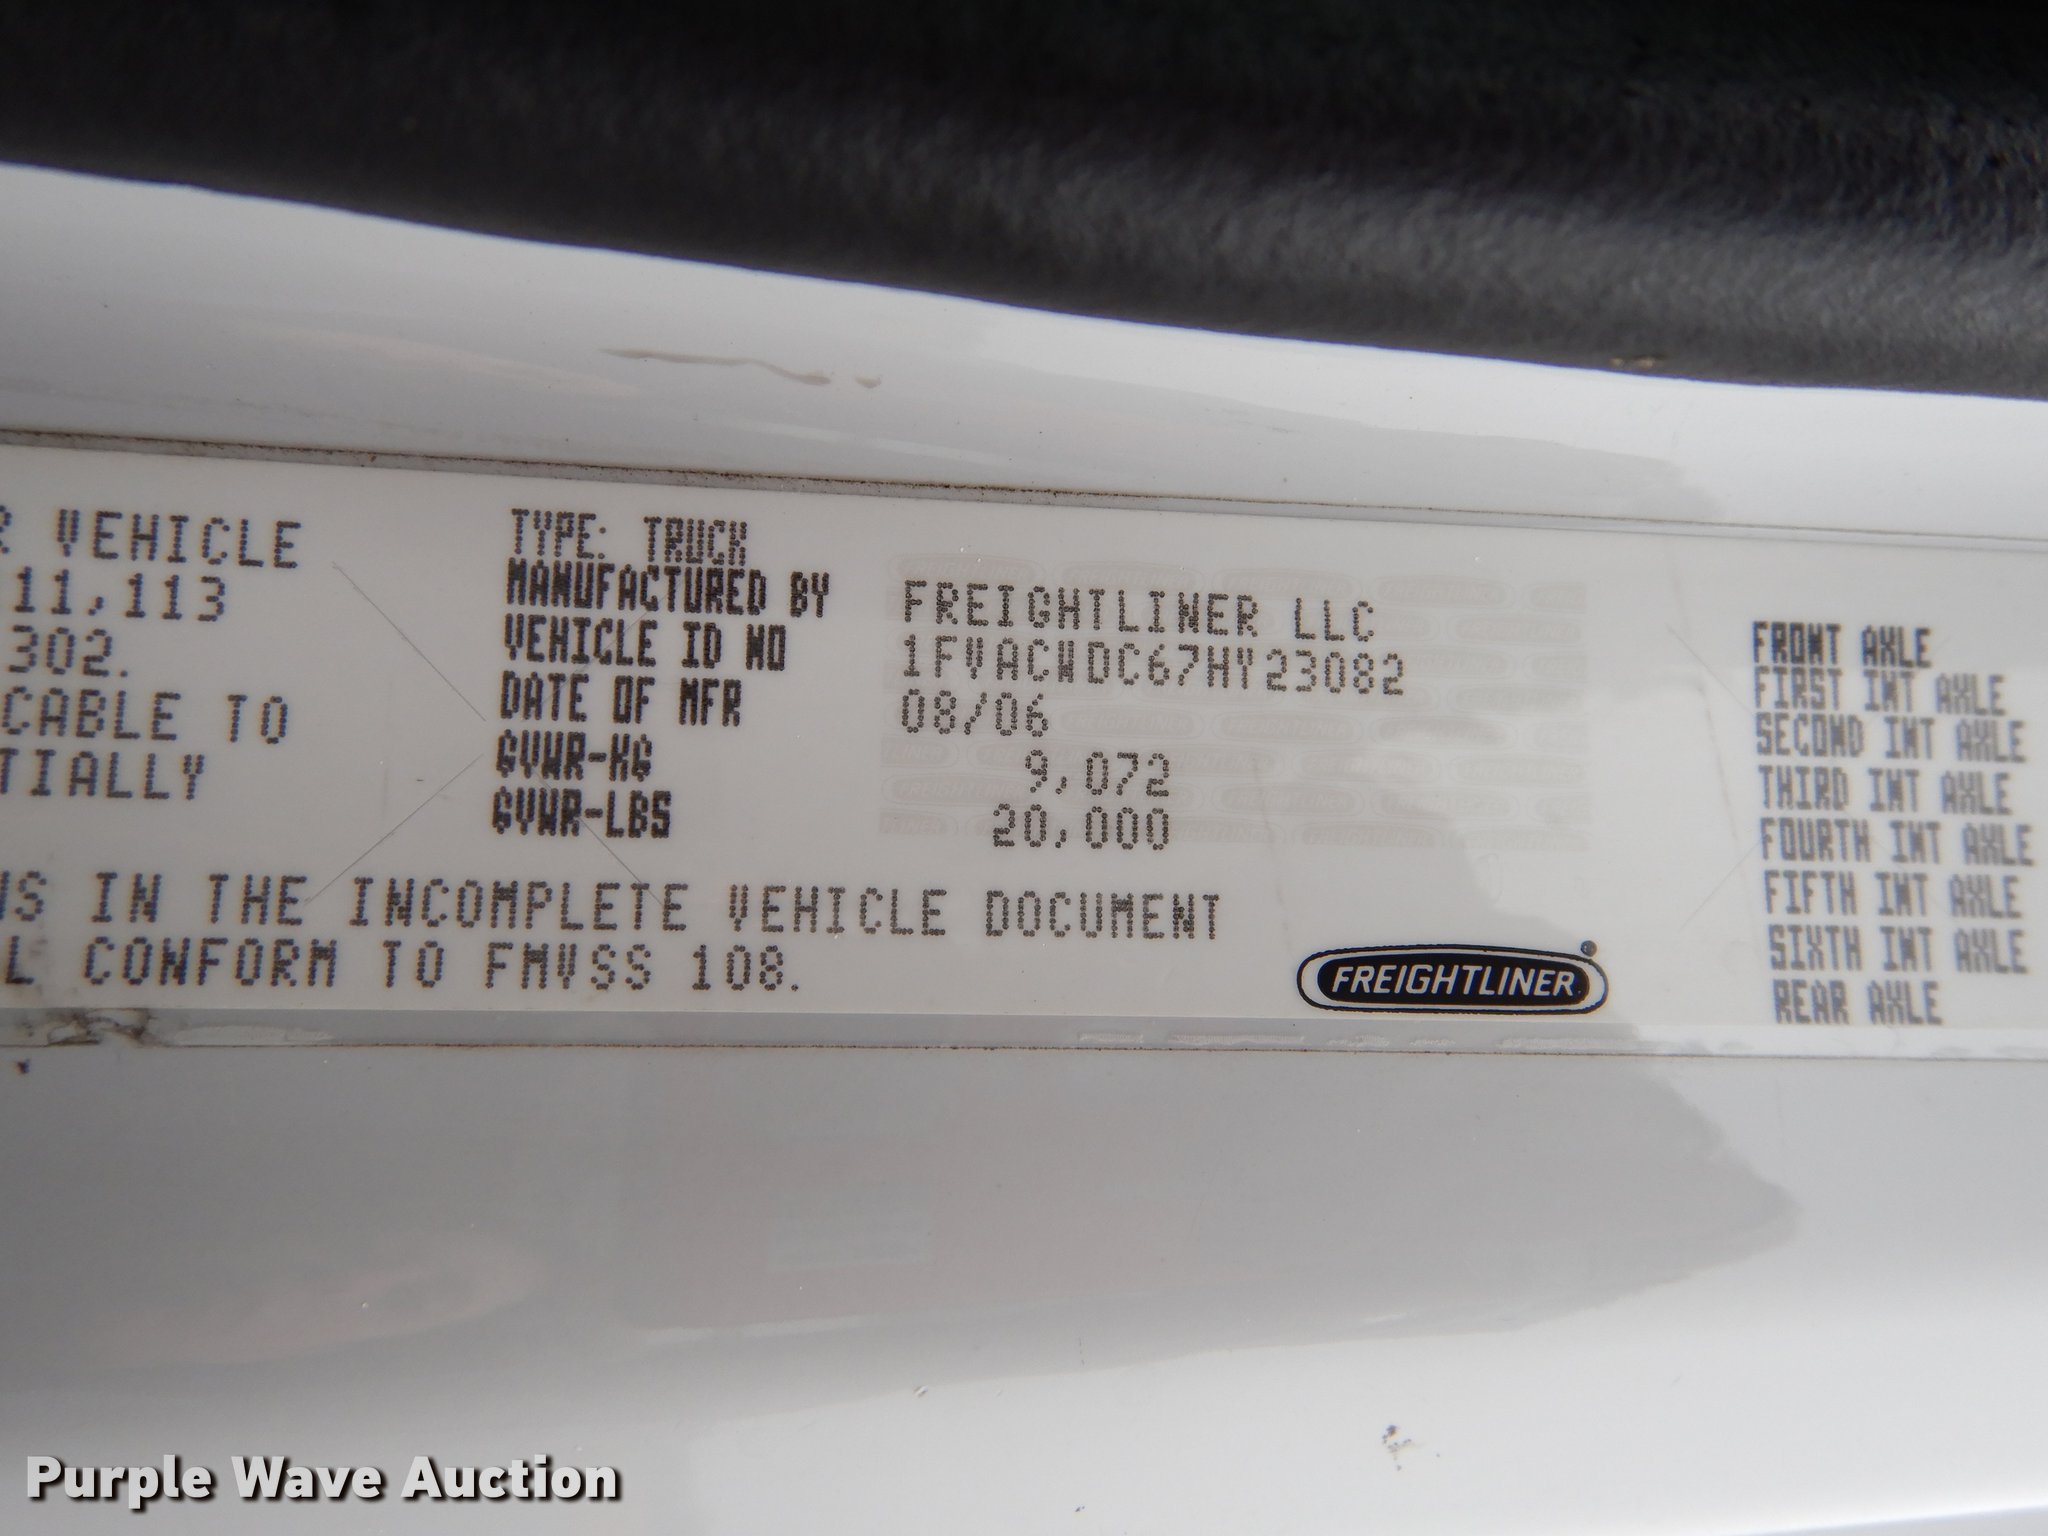 VEHICLE
11,113
302.
CABLE TO
TIALLY
TYPE: TRUCK
MANUFACTURED BY FREIGHTLINER LLC
VEHICLE ID NO 1FVACWDC67HY23082
DATE OF MFR 08/06
GVWR-KG 9,072
GVWR-LBS 20,000
IN THE INCOMPLETE VEHICLE DOCUMENT
CONFORM TO FMVSS 108.
FREIGHTLINER
FRONT AXLE
FIRST INT AXLE
SECOND INT AXLE
THIRD INT AXLE
FOURTH INT AXLE
FIFTH INT AXLE
SIXTH INT AXLE
REAR AXLE
Purple Wave Auction